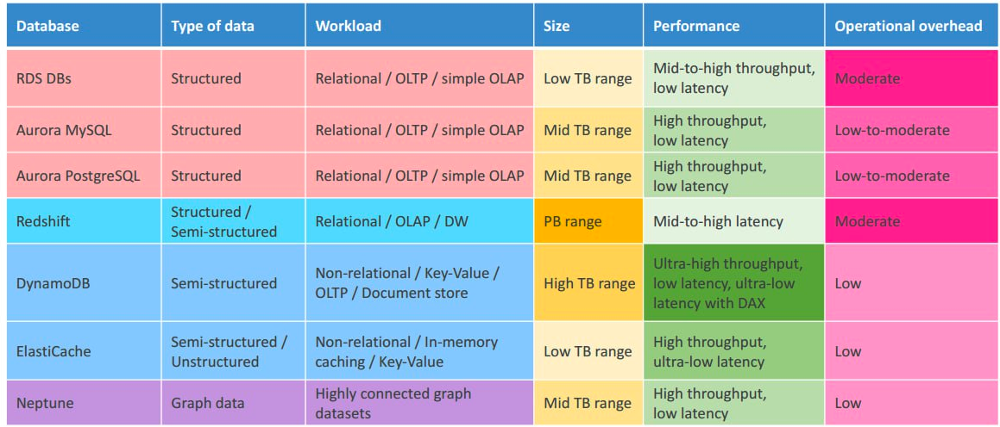 Database Type of data Workload Size Performance Operational overhead
RDS DBs Structured Relational / OLTP / simple OLAP Low TB range Mid-to-high throughput,
low latency Moderate
Aurora MySQL Structured Relational / OLTP / simple OLAP Mid TB range High throughput,
low latency Low-to-moderate
Aurora PostgreSQL Structured Relational / OLTP / simple OLAP Mid TB range High throughput,
low latency Low-to-moderate
Redshift Structured /
Semi-structured Relational / OLAP / DW PB range Mid-to-high latency Moderate
DynamoDB Semi-structured Non-relational / Key-Value /
OLTP / Document store High TB range Ultra-high throughput,
low latency, ultra-low
latency with DAX Low
ElastiCache Semi-structured /
Unstructured Non-relational / In-memory
caching / Key-Value Low TB range High throughput,
ultra-low latency Low
Neptune Graph data Highly connected graph
datasets Mid TB range High throughput,
low latency Low